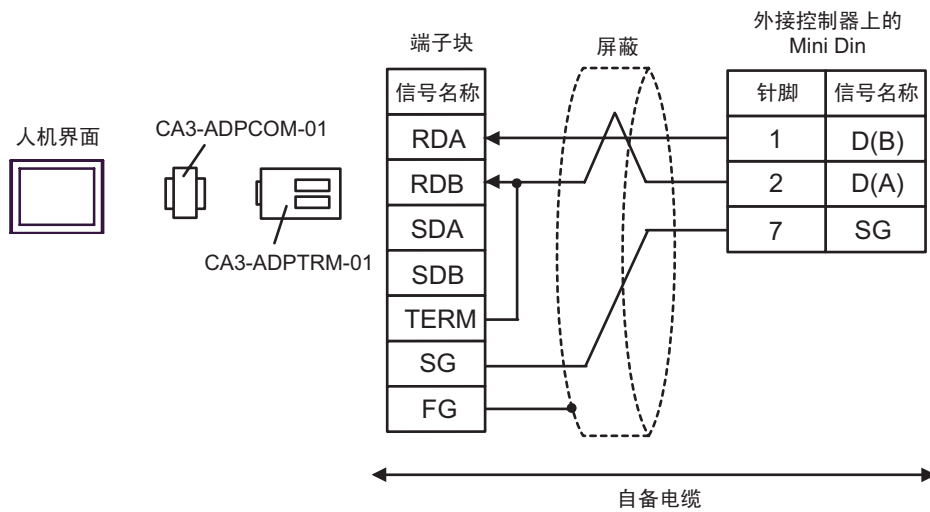 人机界面
CA3-ADPCOM-01
CA3-ADPTRM-01
端子块
信号名称
RDA
RDB
SDA
SDB
TERM
SG
FG
屏蔽
外接控制器上的
Mini Din
针脚 信号名称
1 D(B)
2 D(A)
7 SG
自备电缆